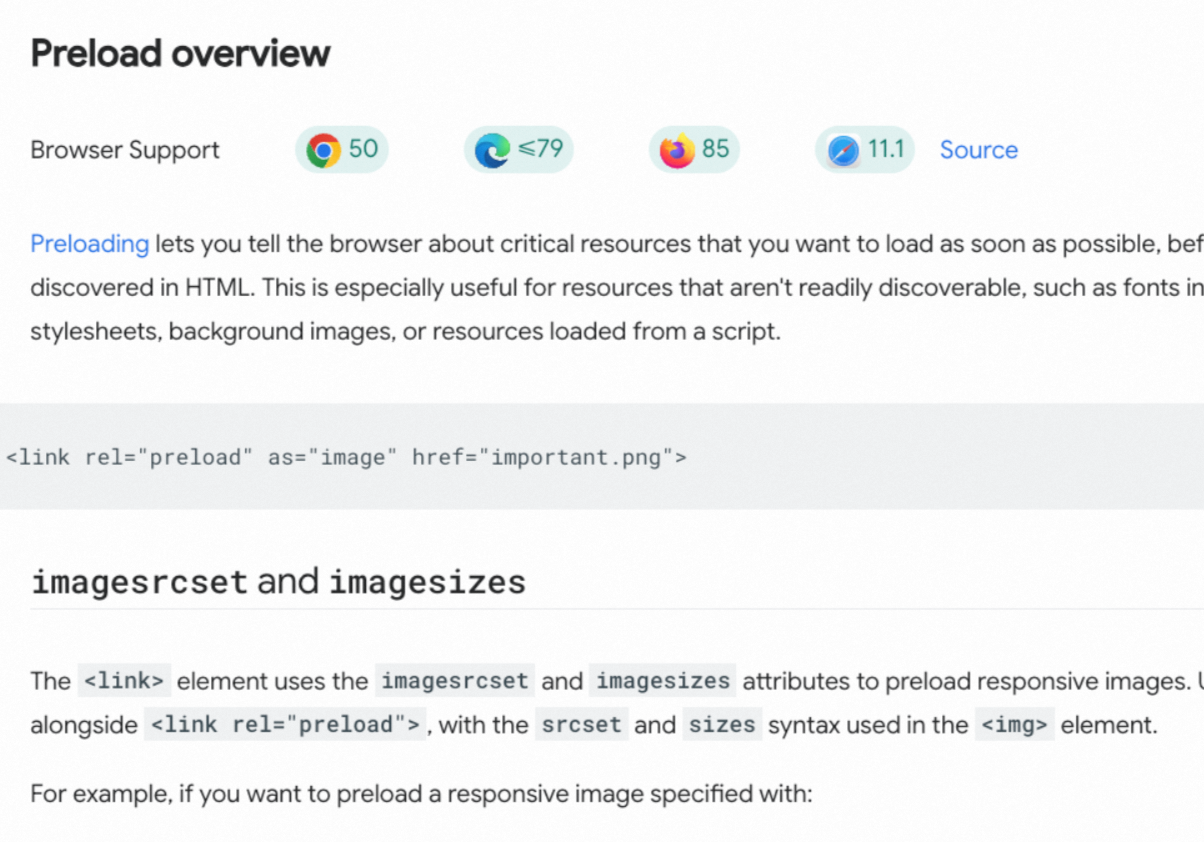 Preload overview
Browser Support 50 ≤79 85 11.1 Source
Preloading lets you tell the browser about critical resources that you want to load as soon as possible,
discovered in HTML. This is especially useful for resources that aren't readily discoverable, such as fonts in
stylesheets, background images, or resources loaded from a script.
<link rel="preload" as="image" href="important.png">
imagesrcset and imagesizes
The <link> element uses the imagesrcset and imagesizes attributes to preload responsive images.
alongside <link rel="preload">, with the srcset and sizes syntax used in the <img> element.
For example, if you want to preload a responsive image specified with: